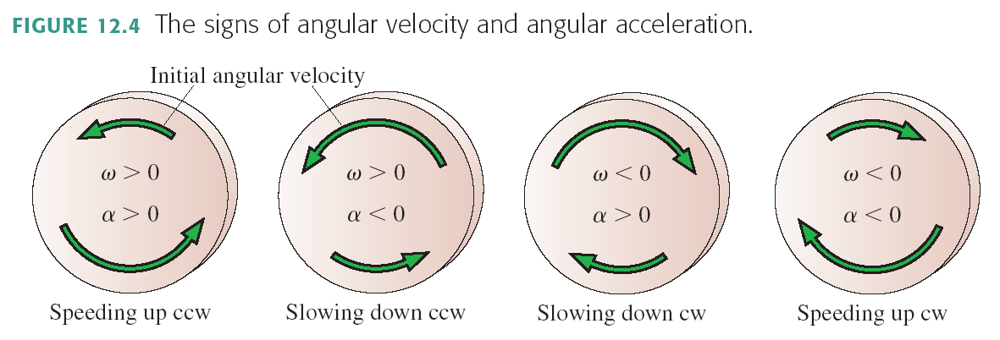 FIGURE 12.4 The signs of angular velocity and angular acceleration.
Initial angular velocity
ω > 0
α > 0
Speeding up ccw
ω > 0
α < 0
Slowing down ccw
ω < 0
α > 0
Slowing down cw
ω < 0
α < 0
Speeding up cw